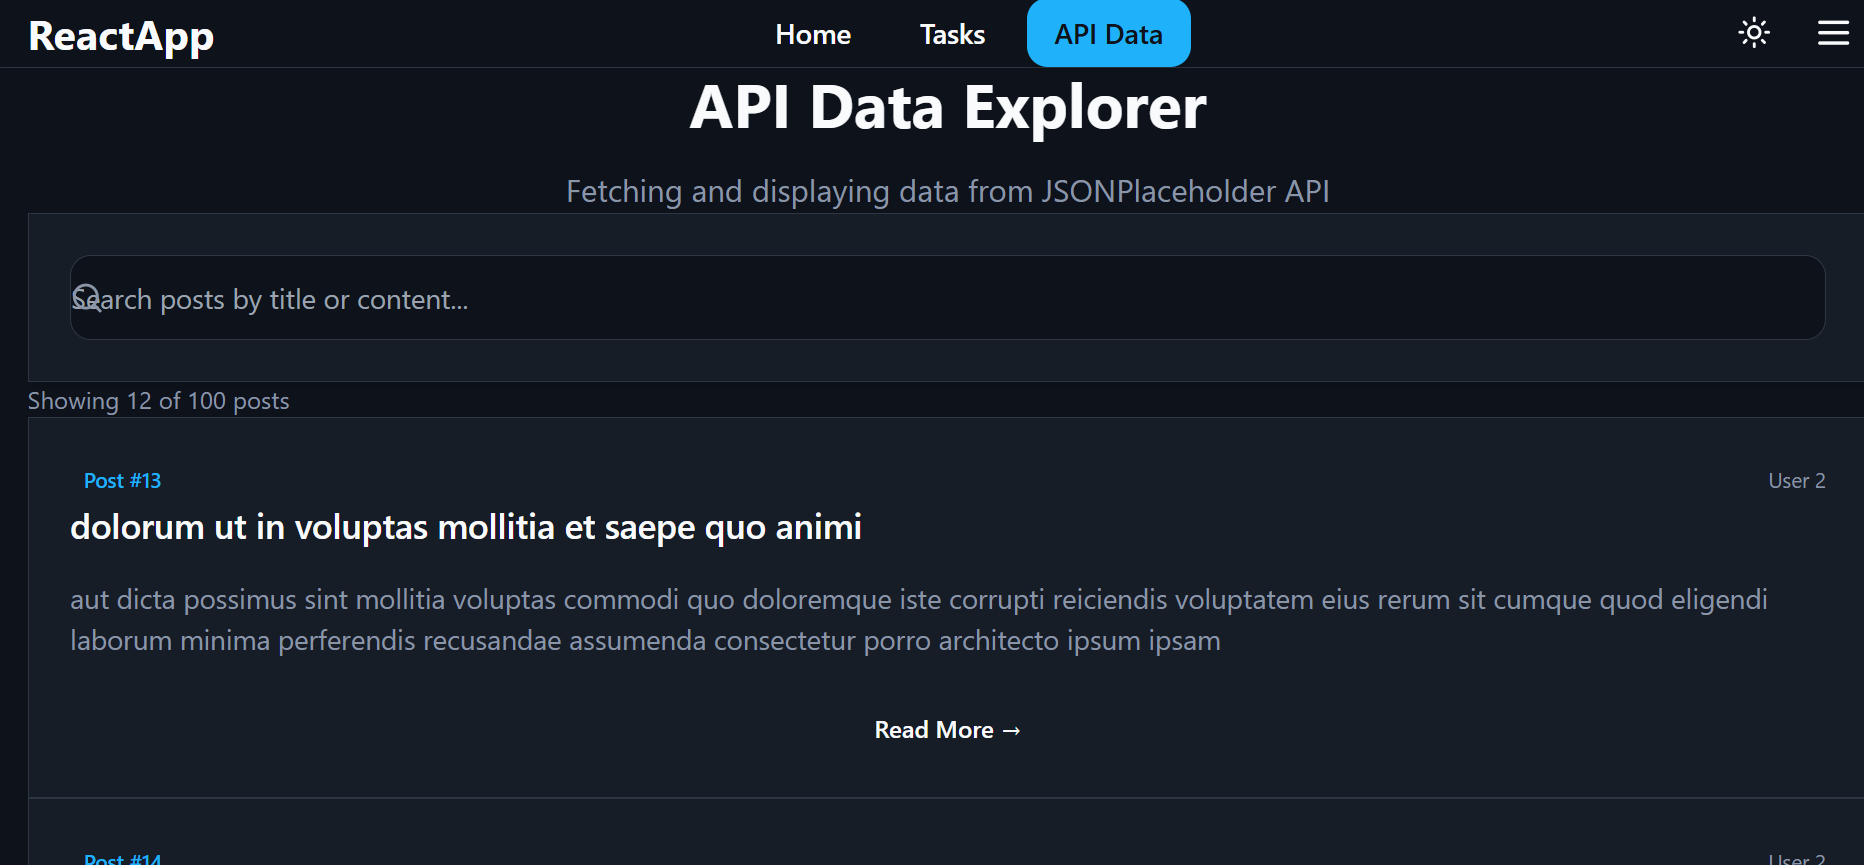 ReactApp
Home
Tasks
API Data
API Data Explorer
Fetching and displaying data from JSONPlaceholder API
Search posts by title or content...
Showing 12 of 100 posts
Post #13
User 2
dolorum ut in voluptas mollitia et saepe quo animi
aut dicta possimus sint mollitia voluptas commodi quo doloremque iste corrupti reiciendis voluptatem eius rerum sit cumque quod eligendi
laborum minima perferendis recusandae assumenda consectetur porro architecto ipsum ipsam
Read More →
Post #14
User 2